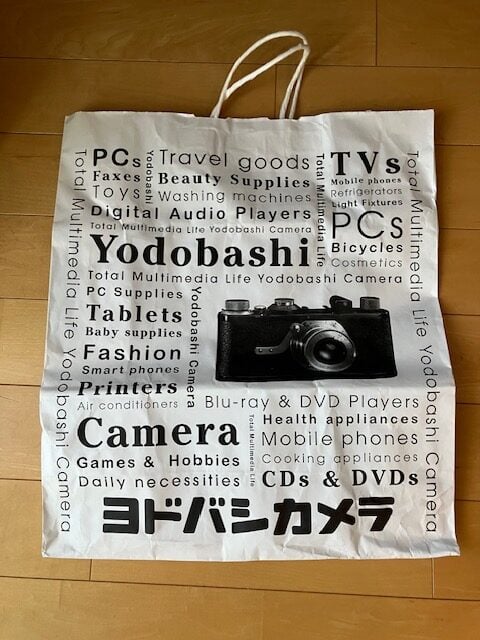 Total Multimedia Life Yodobashi Camera
PCs
Faxes
Toys
Yodobashi
Travel goods
Beauty Supplies
Washing machines
Digital Audio Players
Total Multimedia Life Yodobashi Camera
Yodobashi
Total Multimedia Life
TVs
Mobile phones
Refrigerators
Light Fixtures
PCs
Bicycles
Cosmetics
Total Multimedia Life Yodobashi Camera
Total Multimedia Life Yodobashi Camera
PC Supplies
Tablets
Baby supplies
Fashion
Smart phones
Printers
Air conditioners
Yodobashi Camera
Blu-ray & DVD Players
Camera
Games & Hobbies
Daily necessities
Total Multimedia Life
Health appliances
Mobile phones
Cooking appliances
CDs & DVDs
ヨドバシカメラ